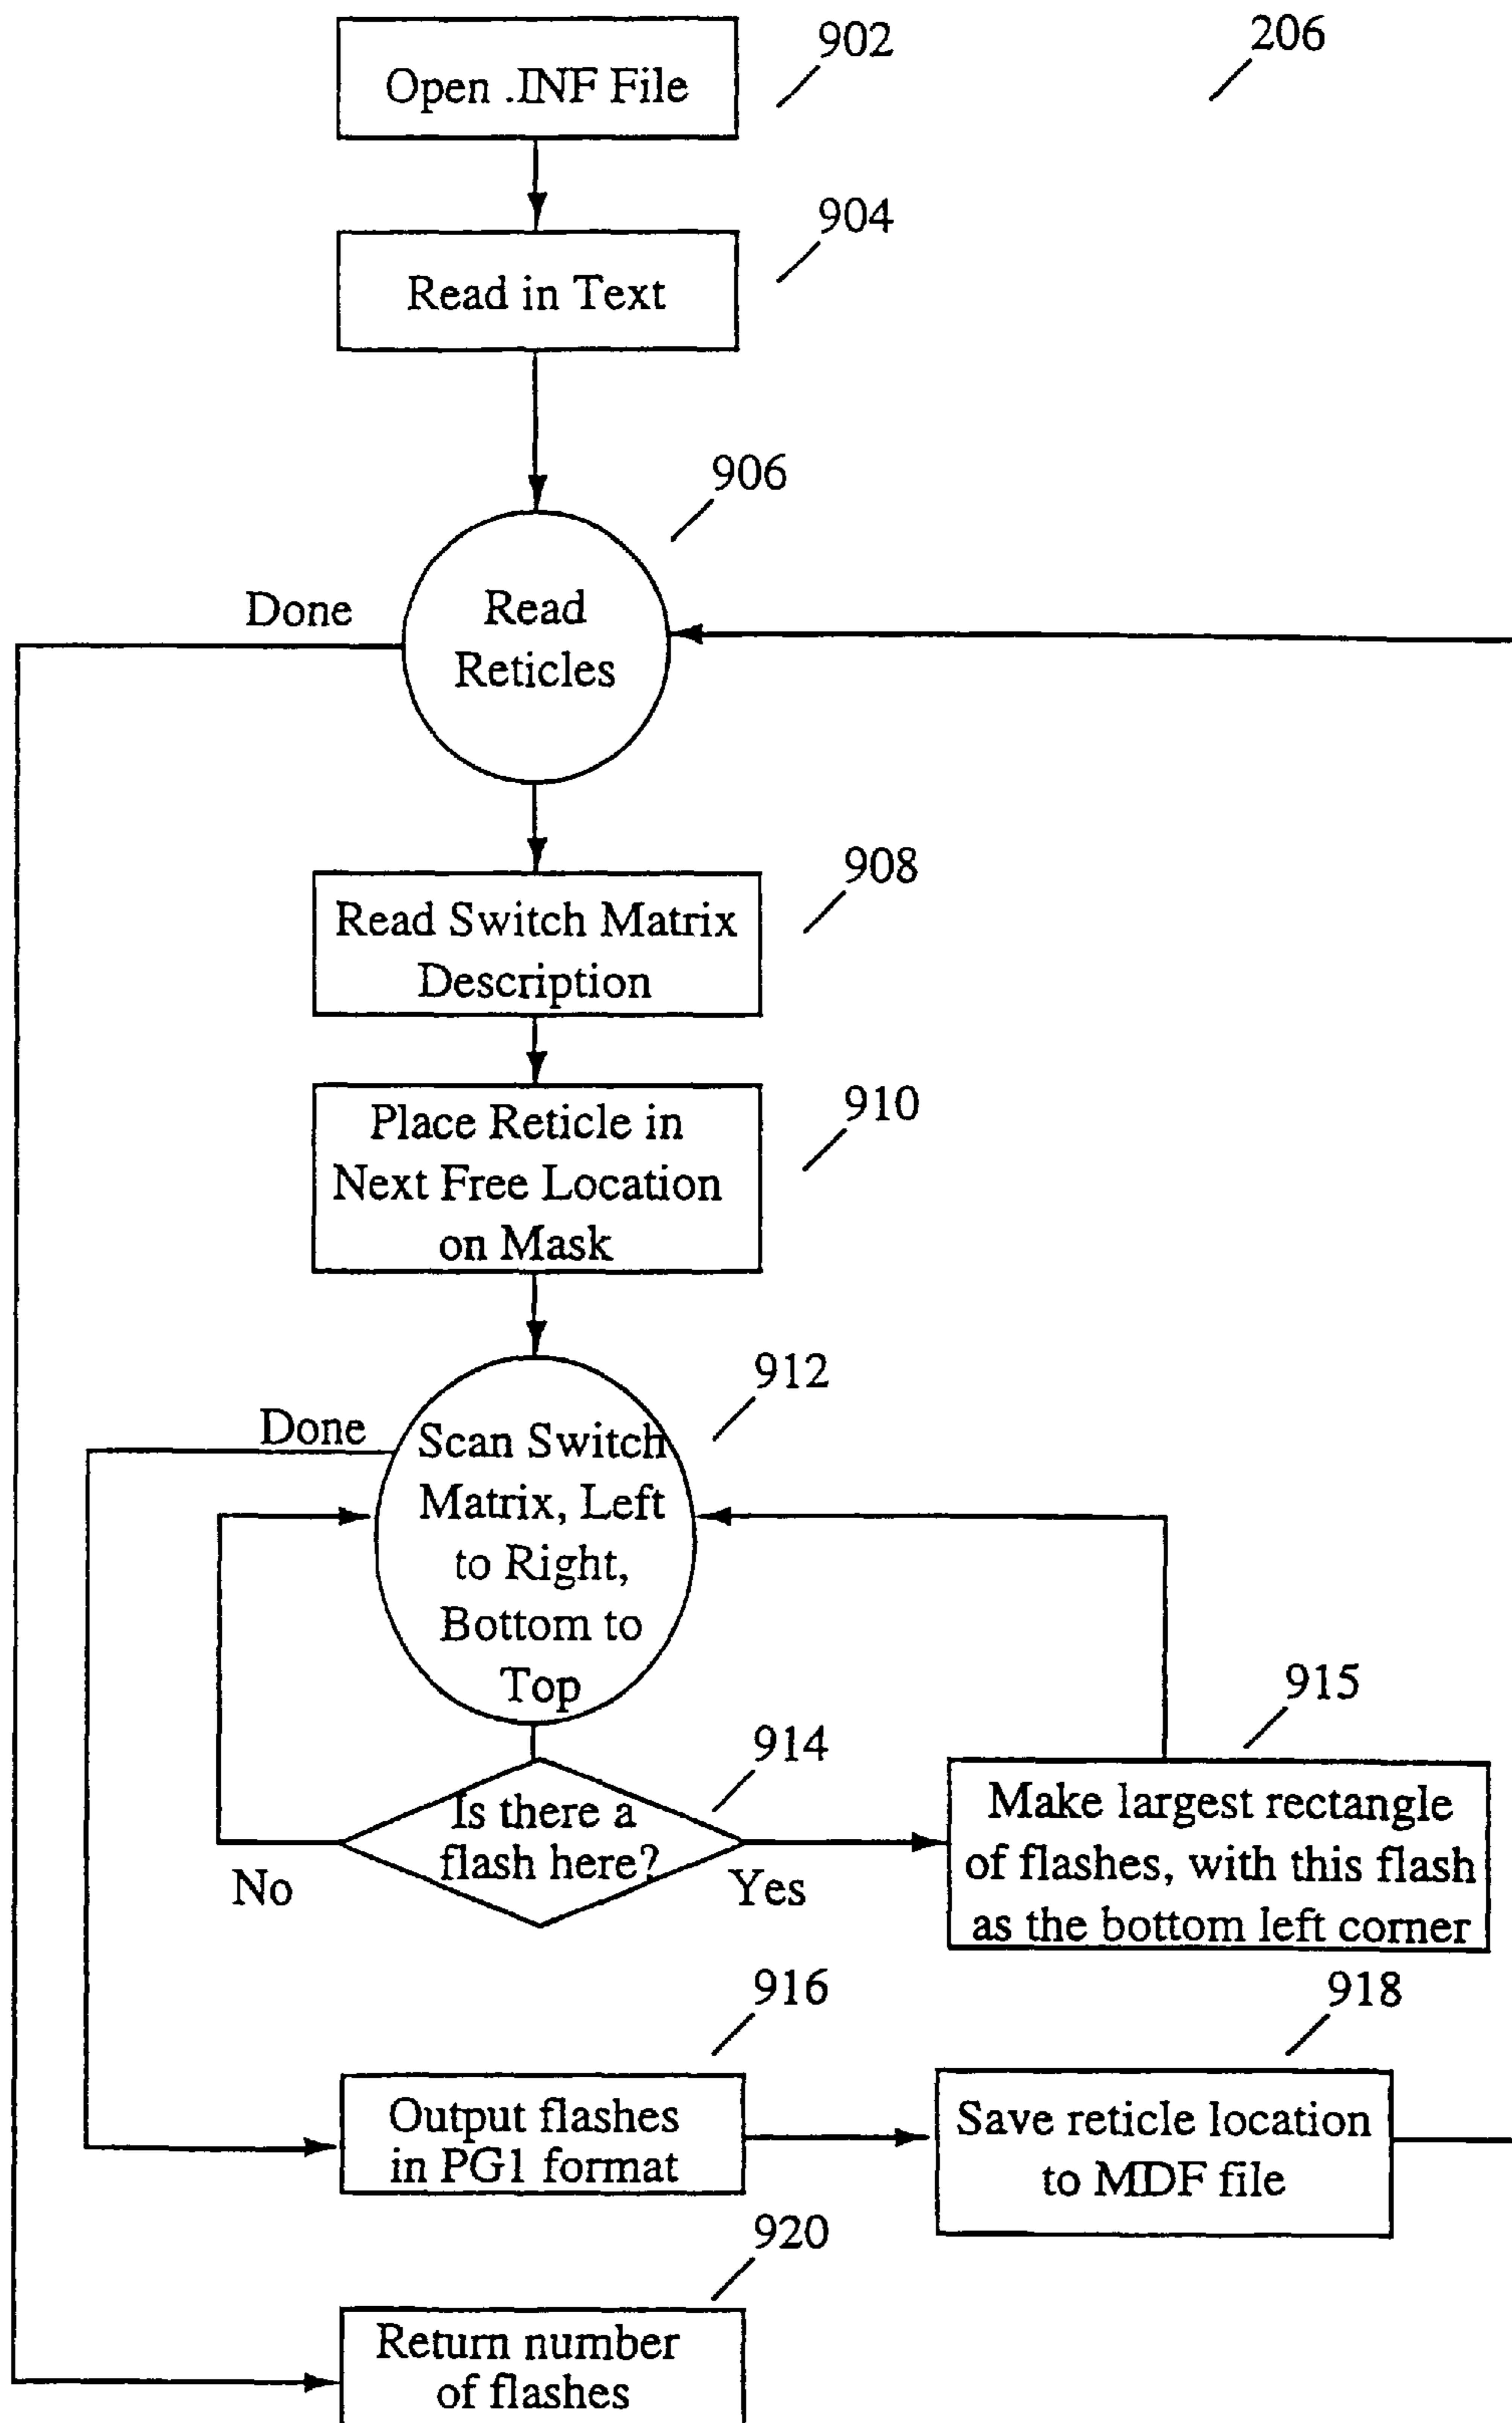 902
206
Open .INF File
904
Read in Text
906
Done
Read
Reticles
908
Read Switch Matrix
Description
910
Place Reticle in
Next Free Location
on Mask
912
Done
Scan Switch
Matrix, Left
to Right,
Bottom to
Top
914
915
Is there a
flash here?
No
Yes
Make largest rectangle
of flashes, with this flash
as the bottom left corner
916
918
Output flashes
in PG1 format
Save reticle location
to MDF file
920
Return number
of flashes